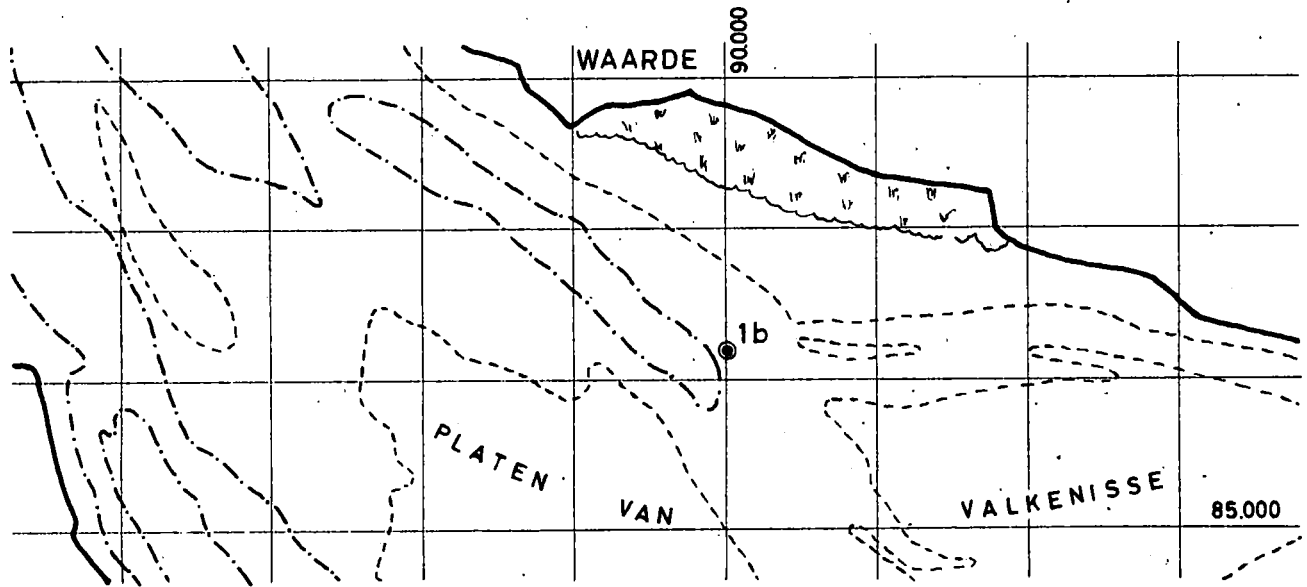 WAARDE
90.000
1b
PLATEN
VAN
VALKENISSE
85.000